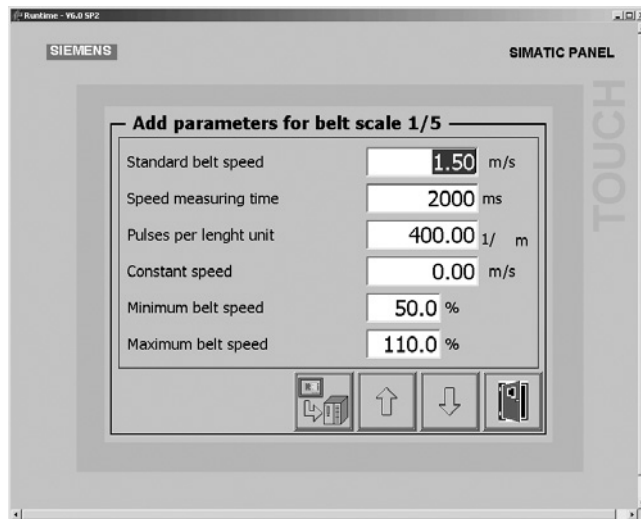 Runtime - V6.0 SP2
SIEMENS
SIMATIC PANEL
TOUCH
Add parameters for belt scale 1/5
Standard belt speed 1.50 m/s
Speed measuring time 2000 ms
Pulses per lenght unit 400.00 1/ m
Constant speed 0.00 m/s
Minimum belt speed 50.0 %
Maximum belt speed 110.0 %